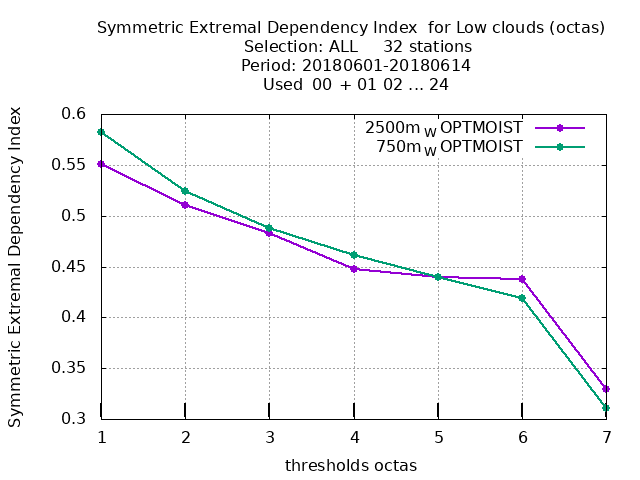 Symmetric Extremal Dependency Index  for Low clouds (octas)
Selection: ALL     32 stations
Period: 20180601-20180614
Used  00 + 01 02 ... 24
Symmetric Extremal Dependency Index
0.6
0.55
0.5
0.45
0.4
0.35
0.3
2500m W OPTMOIST
750m W OPTMOIST
1 2 3 4 5 6 7
thresholds octas